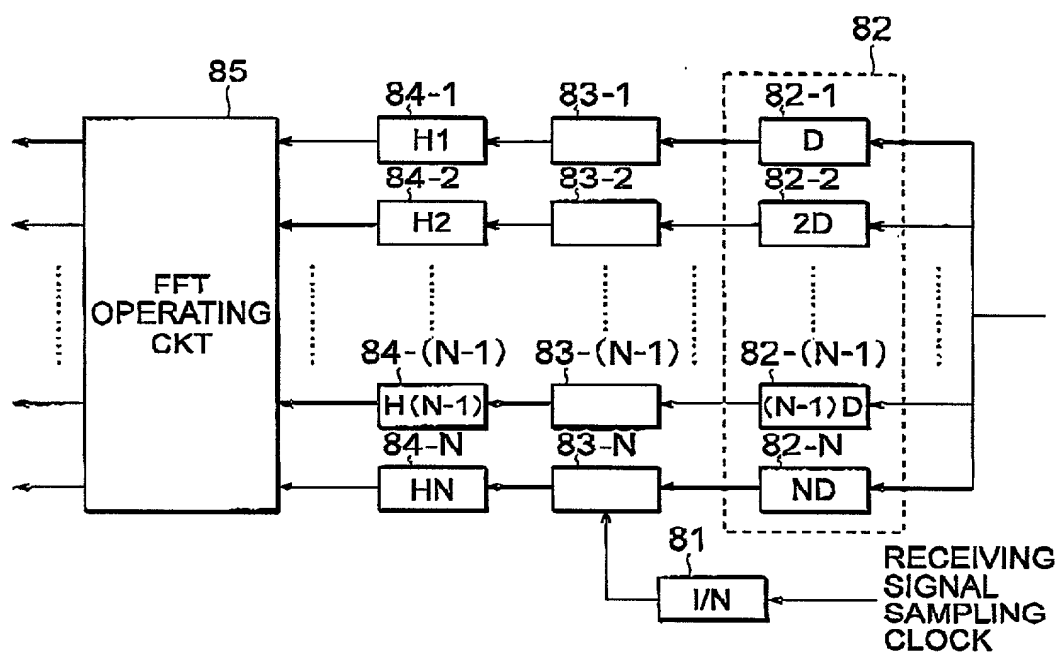 82
85
84-1
83-1
82-1
H1
D
84-2
83-2
82-2
H2
2D
FFT
OPERATING
CKT
84-(N-1)
83-(N-1)
82-(N-1)
H(N-1)
(N-1)D
84-N
83-N
82-N
HN
ND
81
I/N
RECEIVING
SIGNAL
SAMPLING
CLOCK